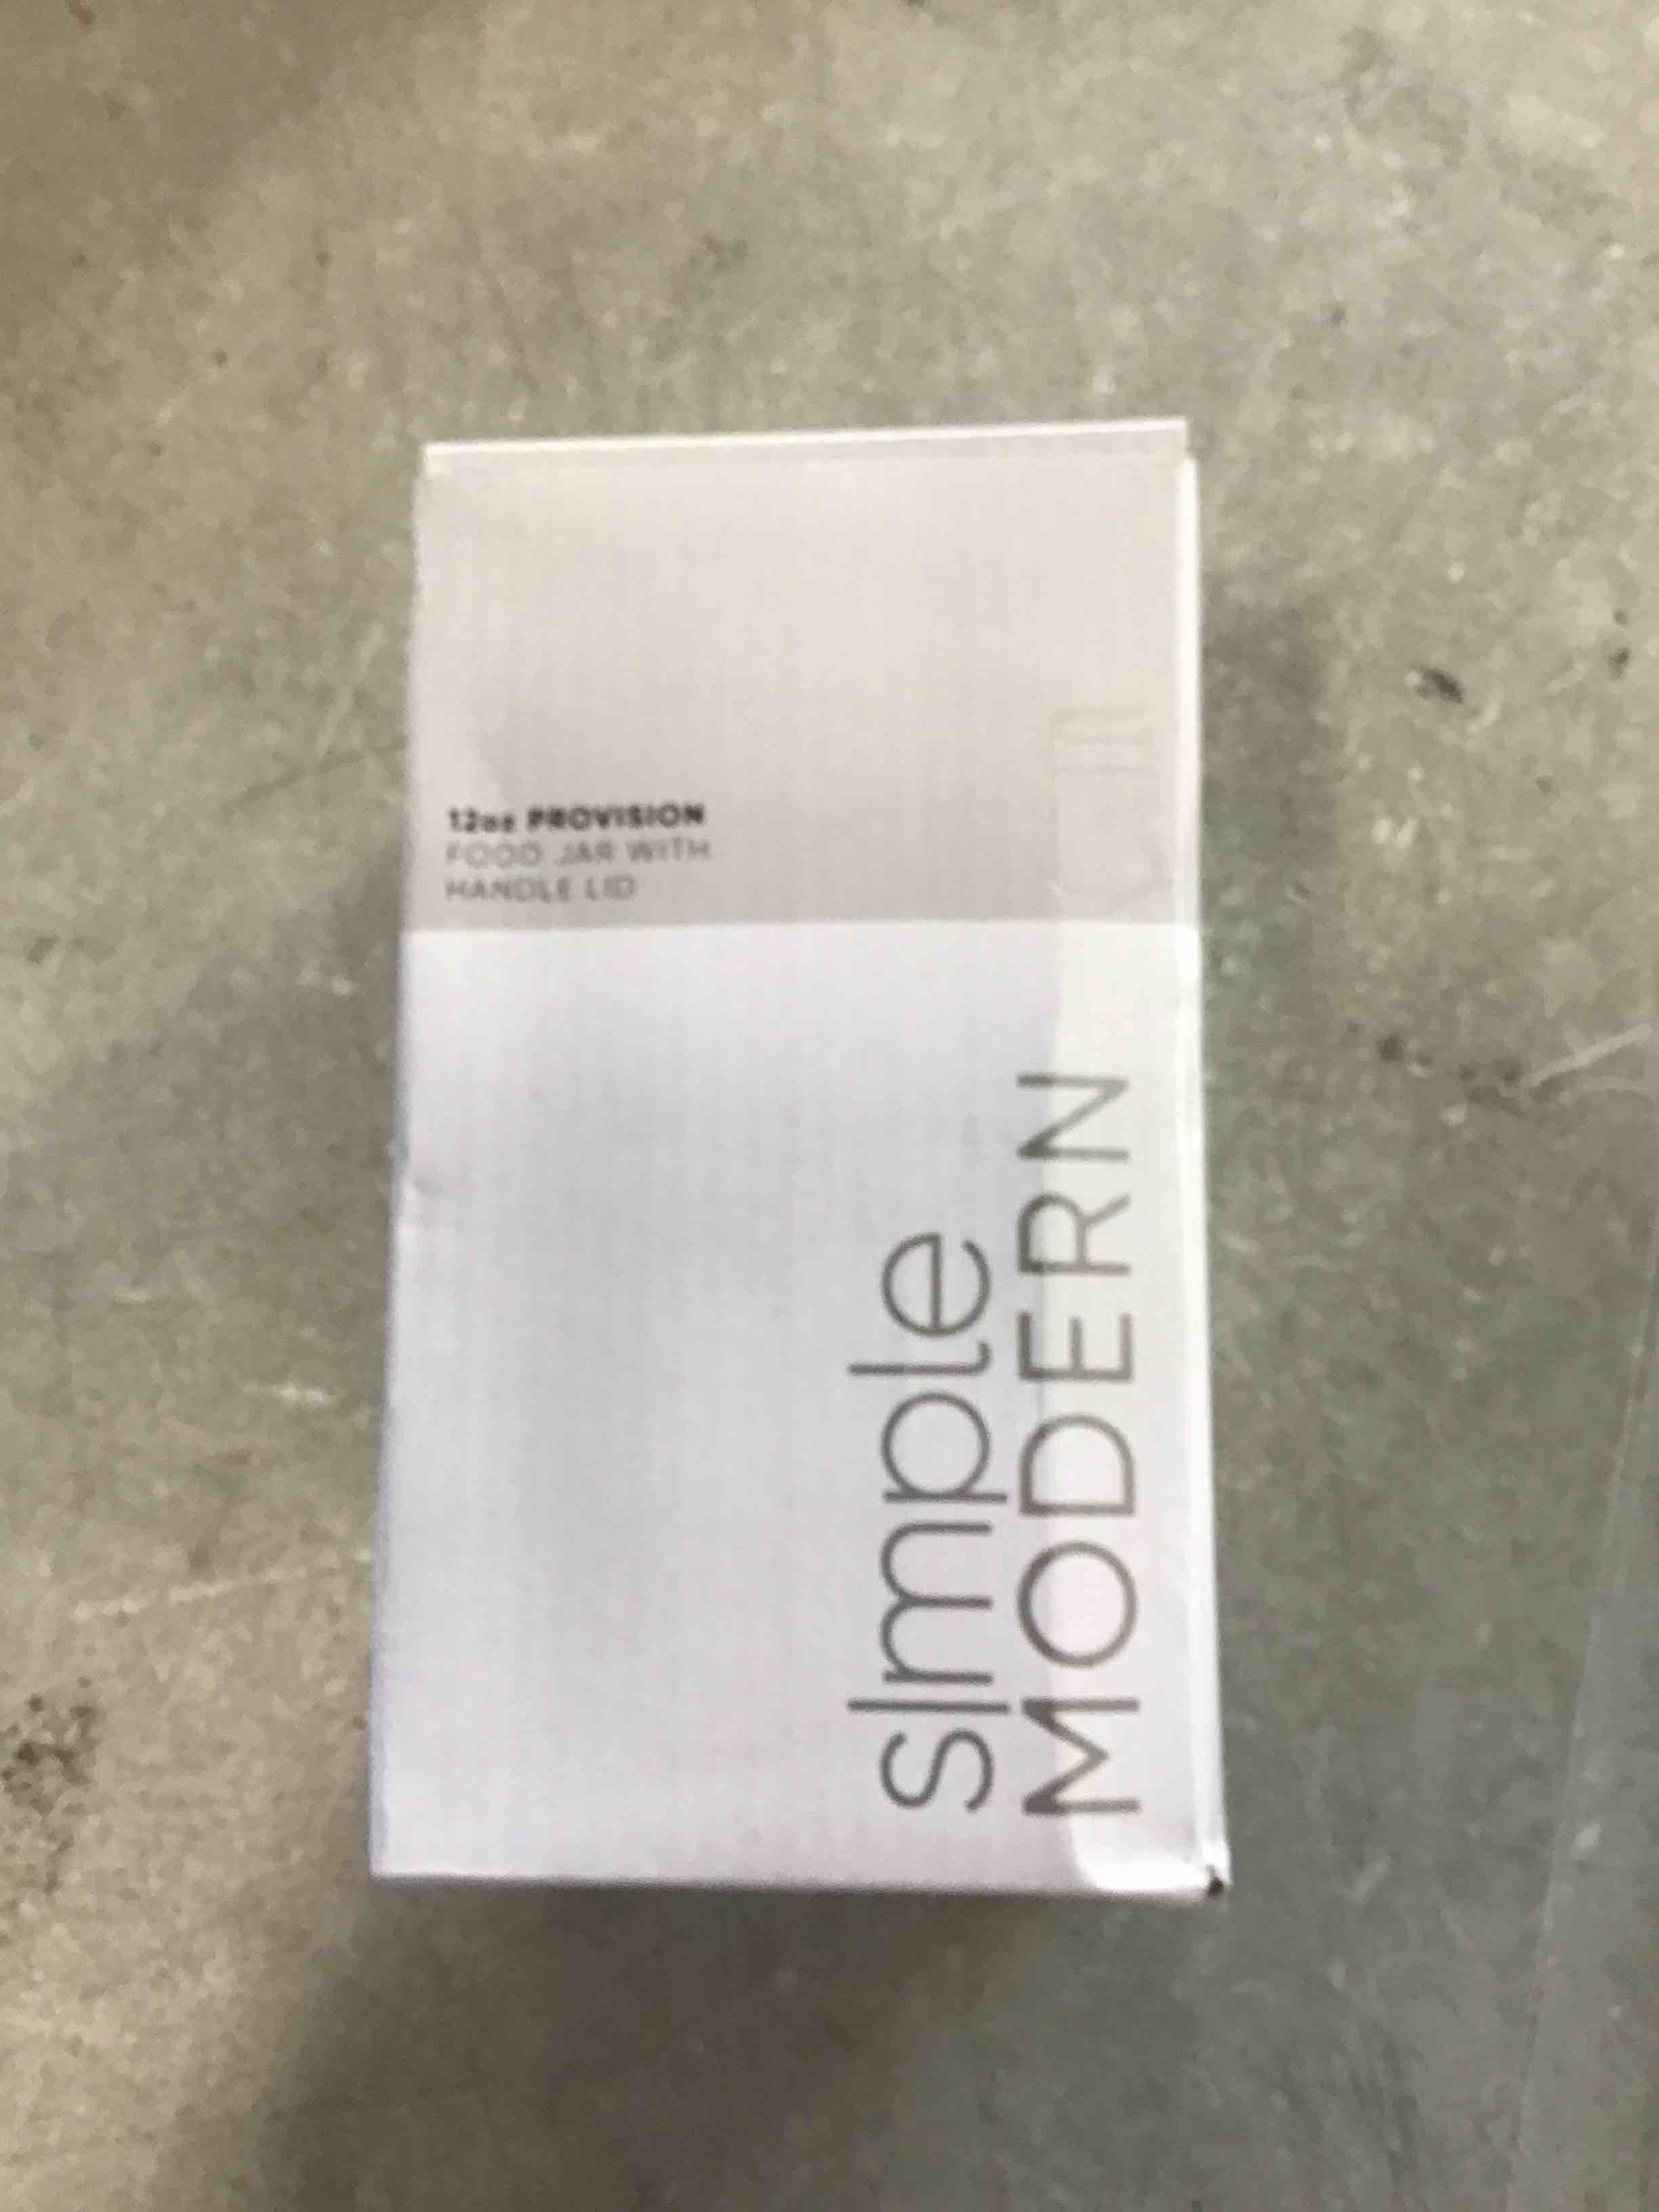 12oz PROVISION
FOOD JAR WITH
HANDLE LID
simple
MODERN